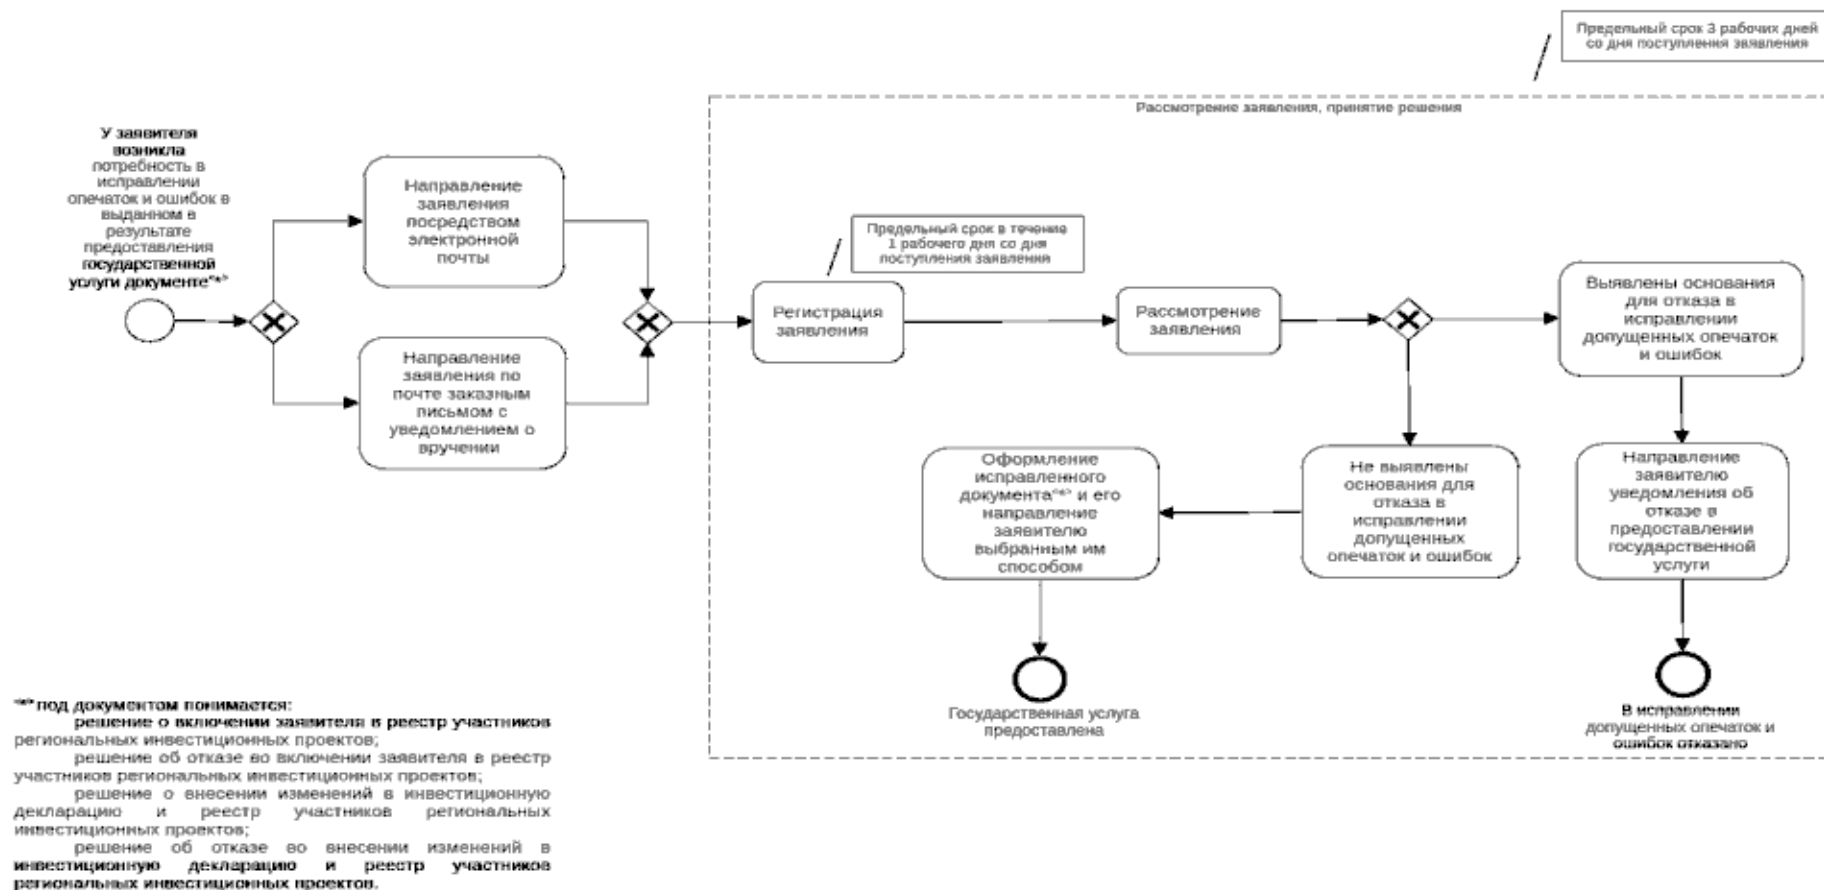 Предельный срок 3 рабочих дней
со дня поступления заявления
Рассмотрение заявления, принятие решения
У заявителя
возникла
потребность в
исправлении
опечаток и ошибок в
выданном в
результате
предоставления
государственной
услуги документе<*>
Направление
заявления
посредством
электронной
почты
Направление
заявления по
почте заказным
письмом с
уведомлением о
вручении
Предельный срок в течение
1 рабочего дня со дня
поступления заявления
Регистрация
заявления
Рассмотрение
заявления
Выявлены основания
для отказа в
исправлении
допущенных опечаток
и ошибок
Оформление
исправленного
документа<*> и его
направление
заявителю
выбранным им
способом
Не выявлены
основания для
отказа в
исправлении
допущенных
опечаток и ошибок
Направление
заявителю
уведомления об
отказе в
предоставлении
государственной
услуги
Государственная услуга
предоставлена
В исправлении
допущенных опечаток и
ошибок отказано
<*> под документом понимается:
решение о включении заявителя в реестр участников
региональных инвестиционных проектов;
решение об отказе во включении заявителя в реестр
участников региональных инвестиционных проектов;
решение о внесении изменений в инвестиционную
декларацию и реестр участников региональных
инвестиционных проектов;
решение об отказе во внесении изменений в
инвестиционную декларацию и реестр участников
региональных инвестиционных проектов.